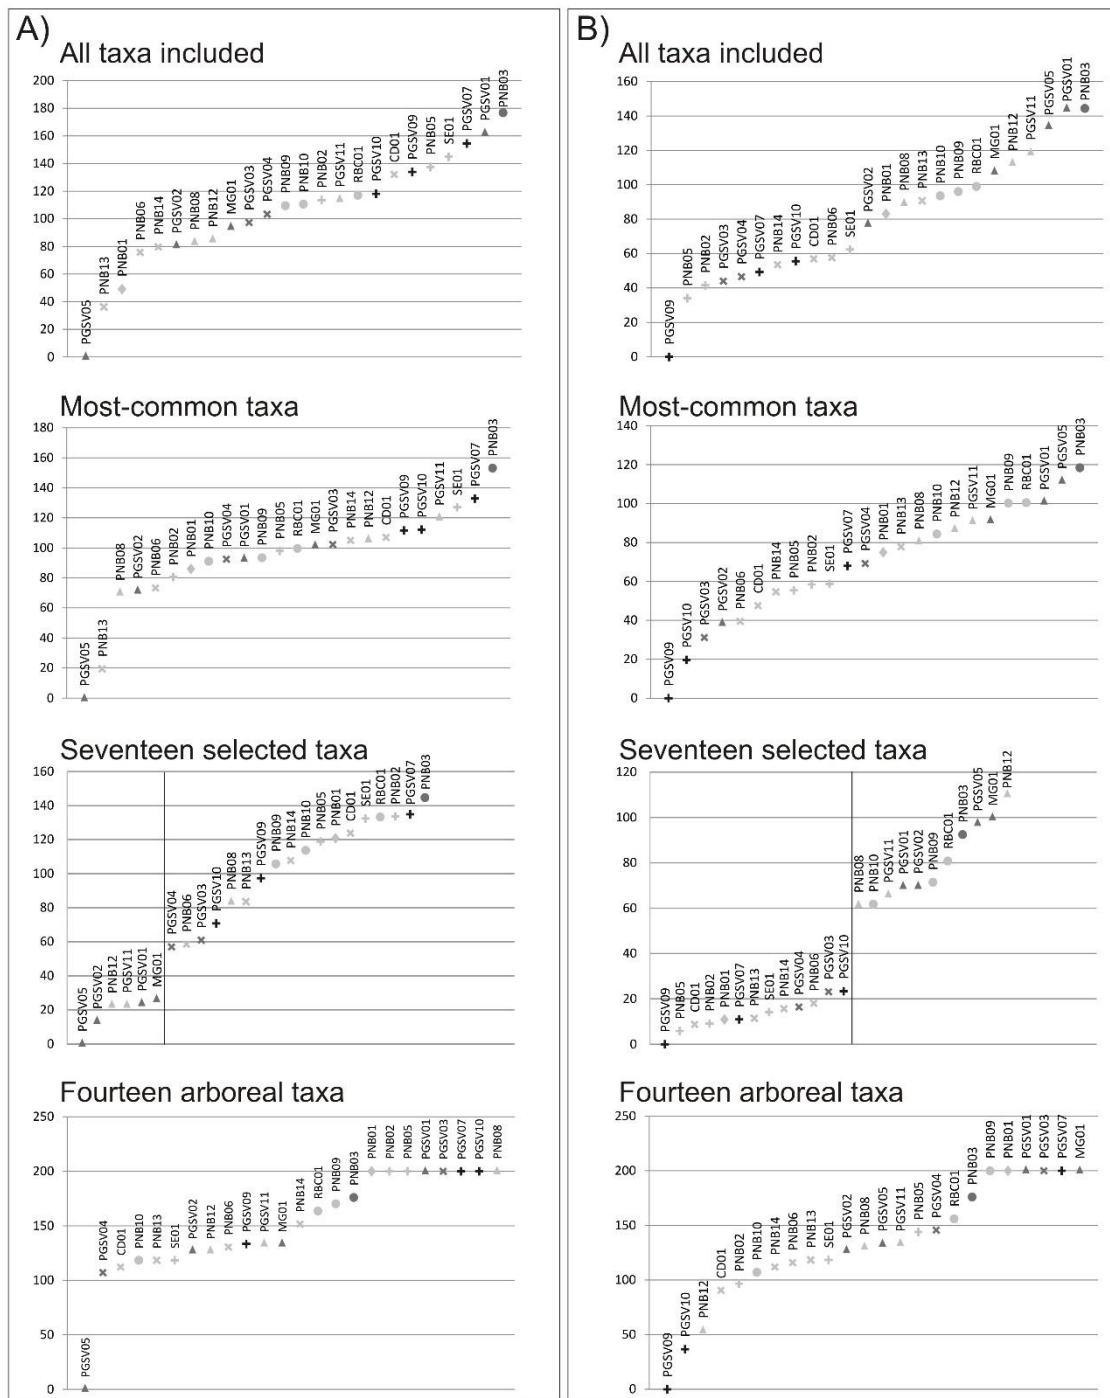 A)
All taxa included
200
180
160
140
120
100
80
60
40
20
0
PGSV05
PNB13
PNB01
PNB06
PNB14
PGSV02
PNB08
PNB12
MG01
PGSV03
PGSV04
PNB09
PNB10
PNB02
PGSV11
RBC01
PGSV10
CD01
PGSV09
PNB05
SE01
PGSV07
PGSV01
PNB03
Most-common taxa
180
160
140
120
100
80
60
40
20
0
PGSV05
PNB13
PNB08
PGSV02
PNB06
PNB02
PNB01
PNB10
PGSV04
PGSV01
PNB09
PNB05
RBC01
MG01
PGSV03
PNB14
PNB12
CD01
PGSV09
PGSV10
PGSV11
SE01
PGSV07
PNB03
Seventeen selected taxa
160
140
120
100
80
60
40
20
0
PGSV05
PGSV02
PNB12
PGSV11
PGSV01
MG01
PGSV04
PNB06
PGSV03
PGSV10
PNB08
PNB13
PGSV09
PNB09
PNB14
PNB10
PNB05
PNB01
CD01
SE01
RBC01
PNB02
PGSV07
PNB03
Fourteen arboreal taxa
250
200
150
100
50
0
PGSV05
PGSV04
CD01
PNB10
PNB13
SE01
PGSV02
PNB12
PNB06
PGSV09
PGSV11
MG01
PNB14
RBC01
PNB09
PNB03
PNB01
PNB02
PNB05
PGSV01
PGSV03
PGSV07
PGSV10
PNB08
B)
All taxa included
160
140
120
100
80
60
40
20
0
PGSV09
PNB05
PNB02
PGSV03
PGSV04
PGSV07
PNB14
PGSV10
CD01
PNB06
SE01
PGSV02
PNB01
PNB08
PNB13
PNB10
PNB09
RBC01
MG01
PNB12
PGSV11
PGSV05
PGSV01
PNB03
Most-common taxa
140
120
100
80
60
40
20
0
PGSV09
PGSV10
PGSV03
PGSV02
PNB06
CD01
PNB14
PNB05
PNB02
SE01
PGSV07
PGSV04
PNB01
PNB13
PNB08
PNB10
PNB12
PGSV11
MG01
PNB09
RBC01
PGSV01
PGSV05
PNB03
Seventeen selected taxa
120
100
80
60
40
20
0
PGSV09
PNB05
CD01
PNB02
PNB01
PGSV07
PNB13
SE01
PNB14
PGSV04
PNB06
PGSV03
PGSV10
PNB08
PNB10
PGSV11
PGSV01
PGSV02
PNB09
RBC01
PNB03
PGSV05
MG01
PNB12
Fourteen arboreal taxa
250
200
150
100
50
0
PGSV09
PGSV10
PNB12
CD01
PNB02
PNB10
PNB14
PNB06
PNB13
SE01
PGSV02
PNB08
PGSV05
PGSV11
PNB05
PGSV04
RBC01
PNB03
PNB09
PNB01
PGSV01
PGSV03
PGSV07
MG01